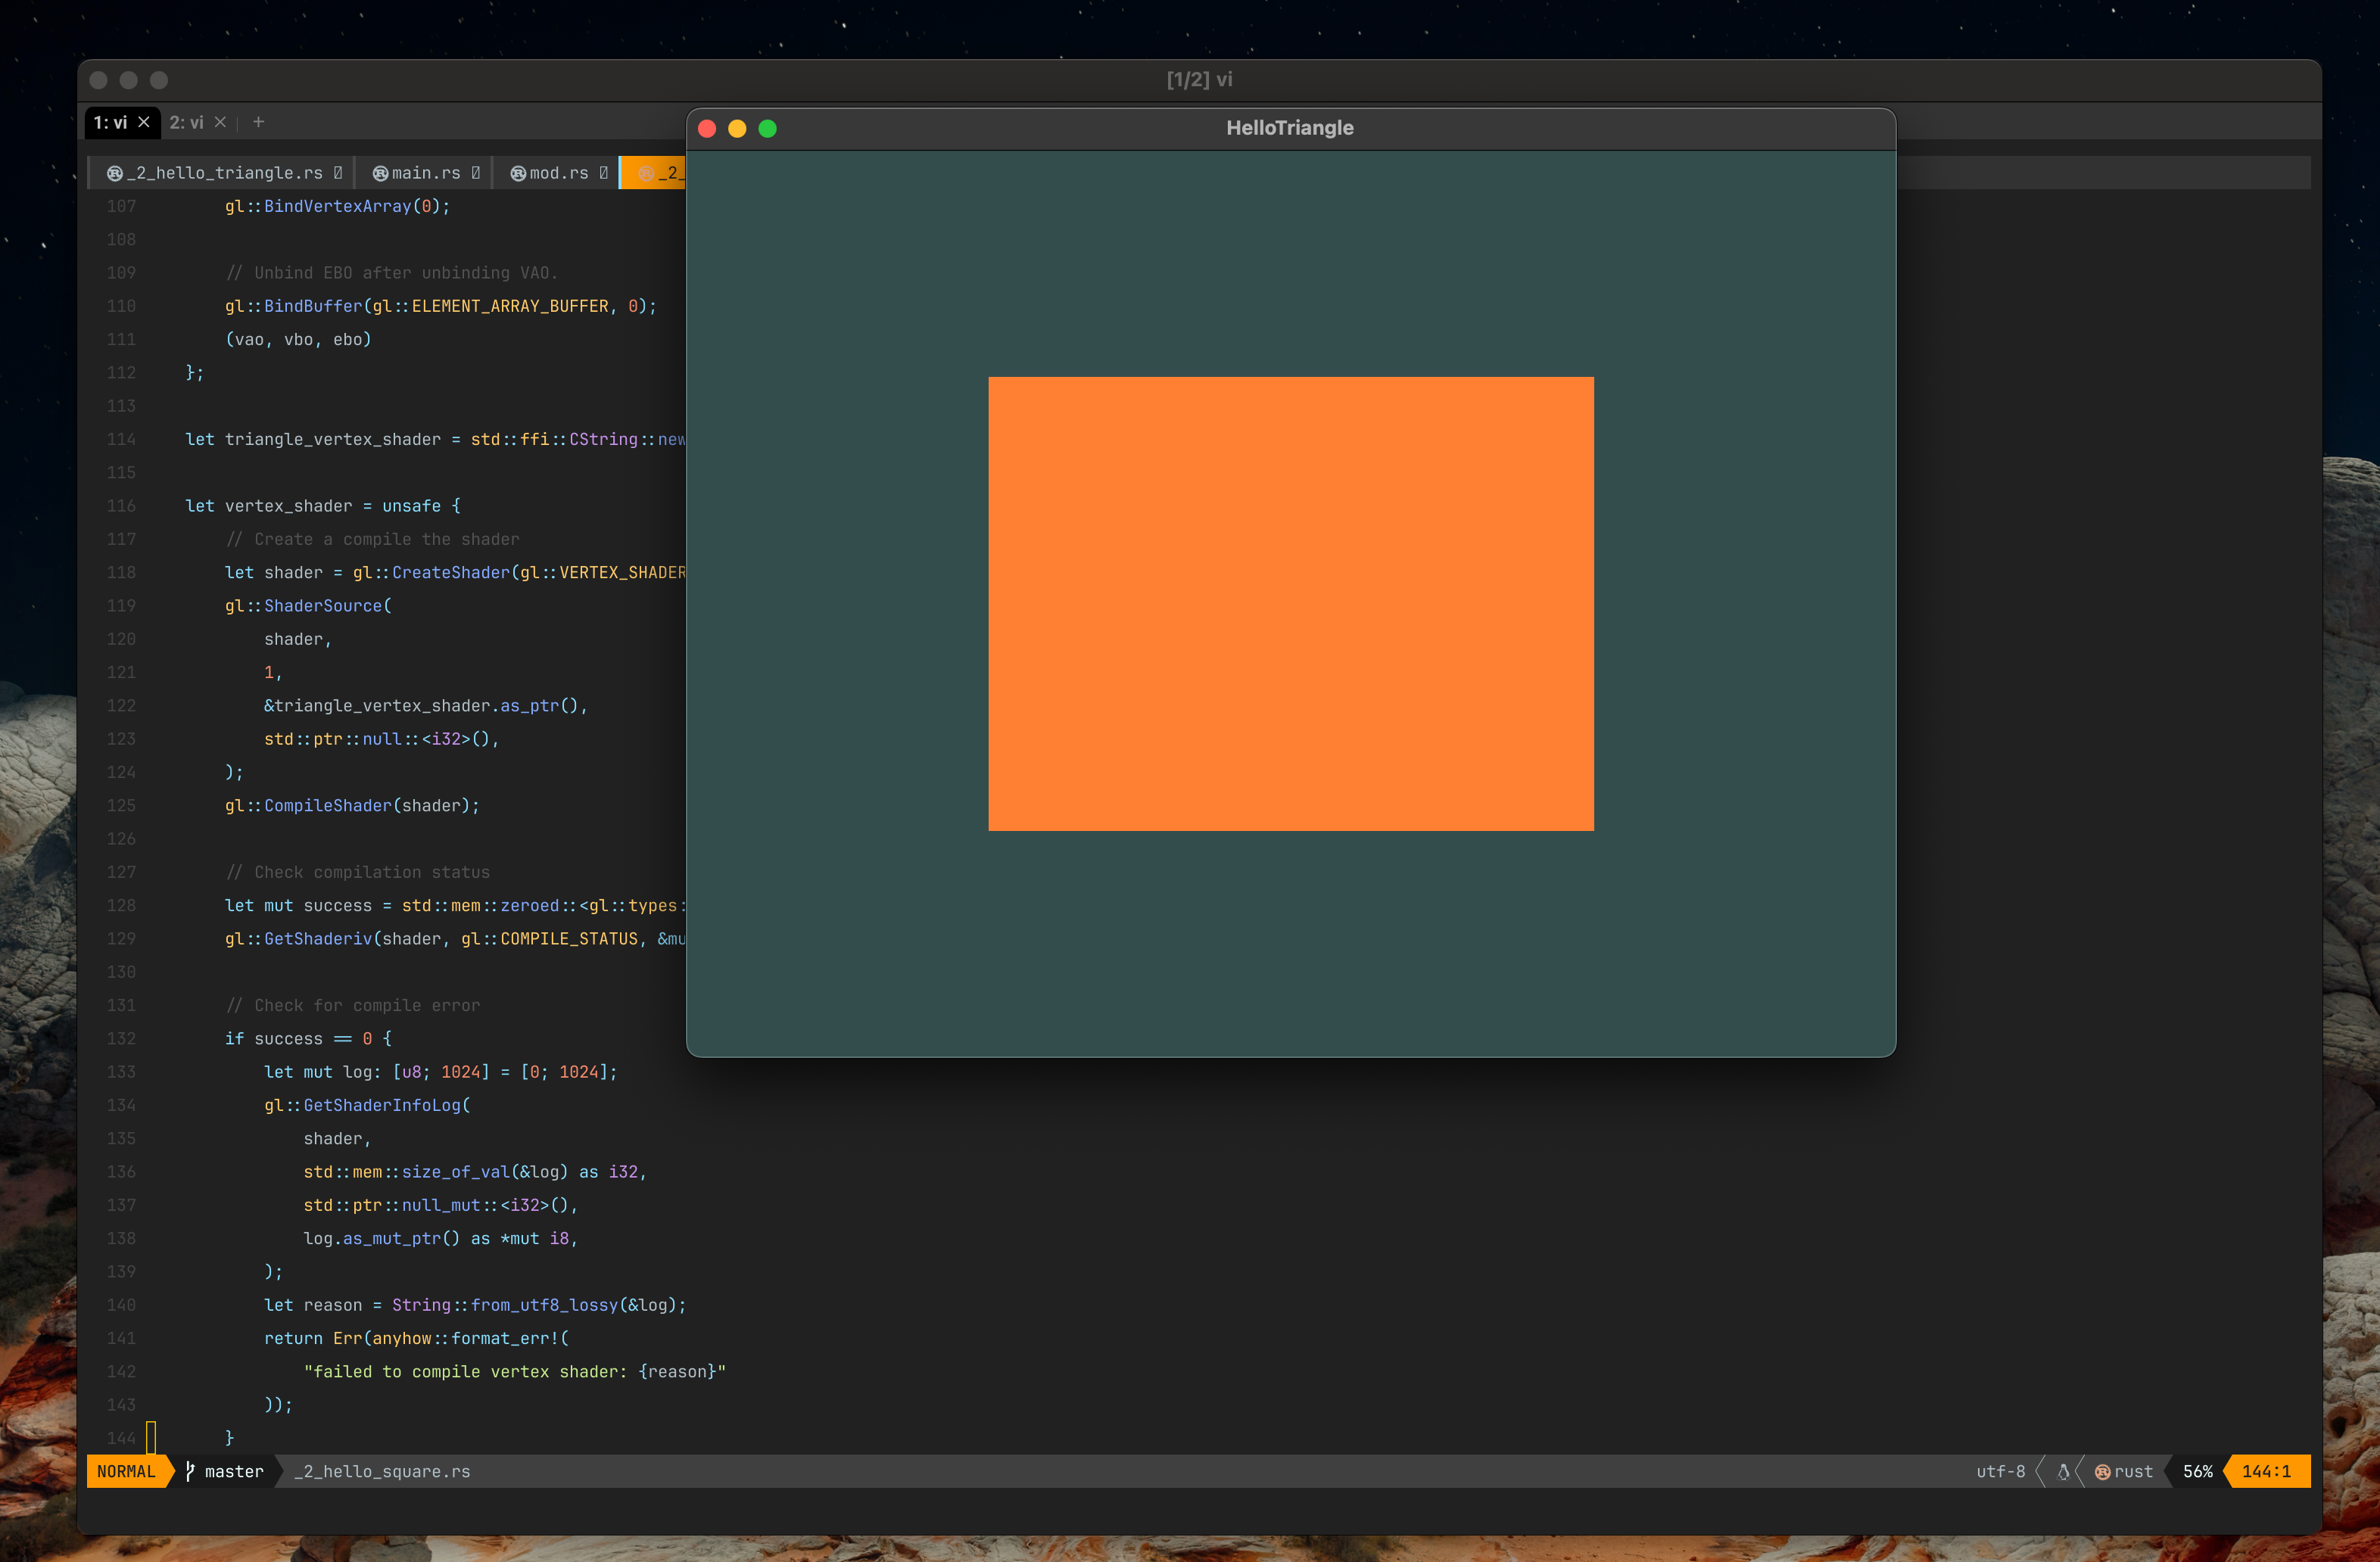 [1/2] vi
1: vi ✕ 2: vi ✕ +
HelloTriangle
_2_hello_triangle.rs main.rs mod.rs _2_
107 gl::BindVertexArray(0);
108
109 // Unbind EBO after unbinding VAO.
110 gl::BindBuffer(gl::ELEMENT_ARRAY_BUFFER, 0);
111 (vao, vbo, ebo)
112 };
113
114 let triangle_vertex_shader = std::ffi::CString::new
115
116 let vertex_shader = unsafe {
117 // Create a compile the shader
118 let shader = gl::CreateShader(gl::VERTEX_SHADER
119 gl::ShaderSource(
120 shader,
121 1,
122 &triangle_vertex_shader.as_ptr(),
123 std::ptr::null::<i32>(),
124 );
125 gl::CompileShader(shader);
126
127 // Check compilation status
128 let mut success = std::mem::zeroed::<gl::types:
129 gl::GetShaderiv(shader, gl::COMPILE_STATUS, &mu
130
131 // Check for compile error
132 if success == 0 {
133 let mut log: [u8; 1024] = [0; 1024];
134 gl::GetShaderInfoLog(
135 shader,
136 std::mem::size_of_val(&log) as i32,
137 std::ptr::null_mut::<i32>(),
138 log.as_mut_ptr() as *mut i8,
139 );
140 let reason = String::from_utf8_lossy(&log);
141 return Err(anyhow::format_err!(
142 "failed to compile vertex shader: {reason}"
143 ));
144 }
NORMAL master _2_hello_square.rs utf-8 rust 56% 144:1